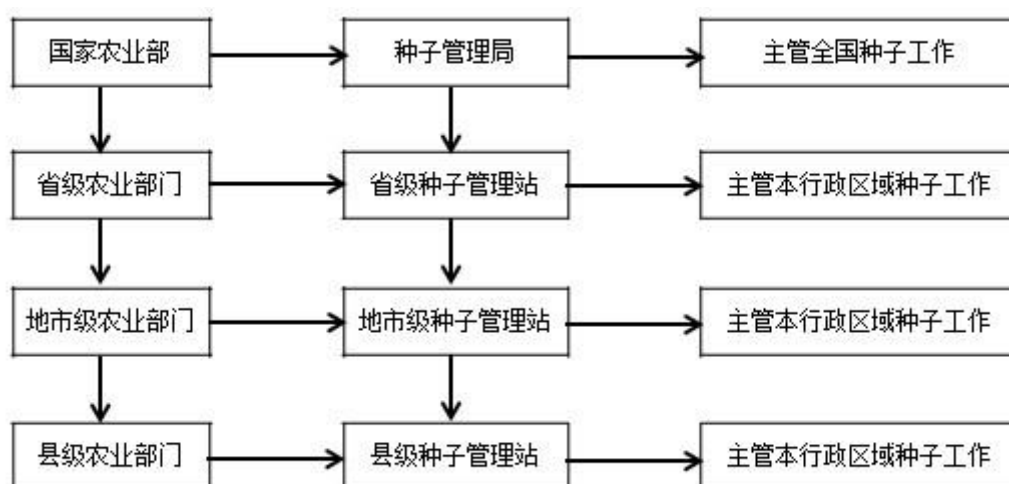 国家农业部
种子管理局
主管全国种子工作
省级农业部门
省级种子管理站
主管本行政区域种子工作
地市级农业部门
地市级种子管理站
主管本行政区域种子工作
县级农业部门
县级种子管理站
主管本行政区域种子工作